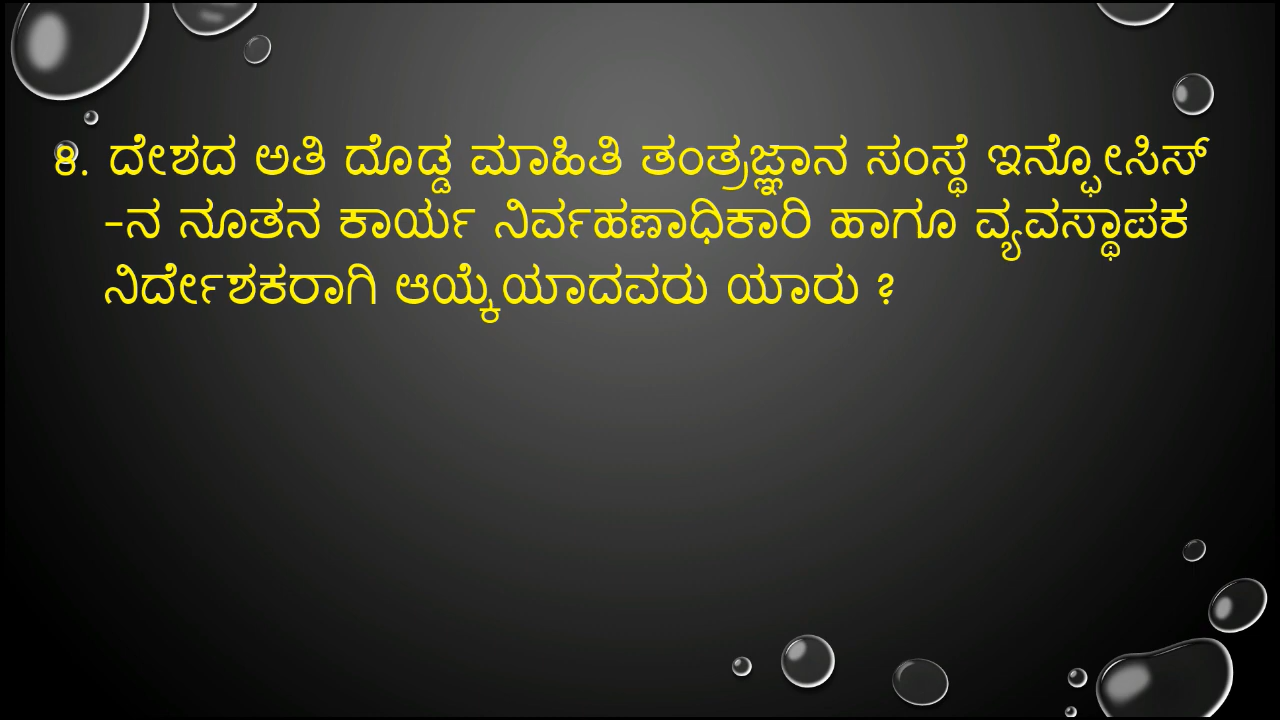 8. ದೇಶದ ಅತಿ ದೊಡ್ಡ ಮಾಹಿತಿ ತಂತ್ರಜ್ಞಾನ ಸಂಸ್ಥೆ ಇನ್ಫೋಸಿಸ್
-ನ ನೂತನ ಕಾರ್ಯ ನಿರ್ವಹಣಾಧಿಕಾರಿ ಹಾಗೂ ವ್ಯವಸ್ಥಾಪಕ
ನಿರ್ದೇಶಕರಾಗಿ ಆಯ್ಕೆಯಾದವರು ಯಾರು ?